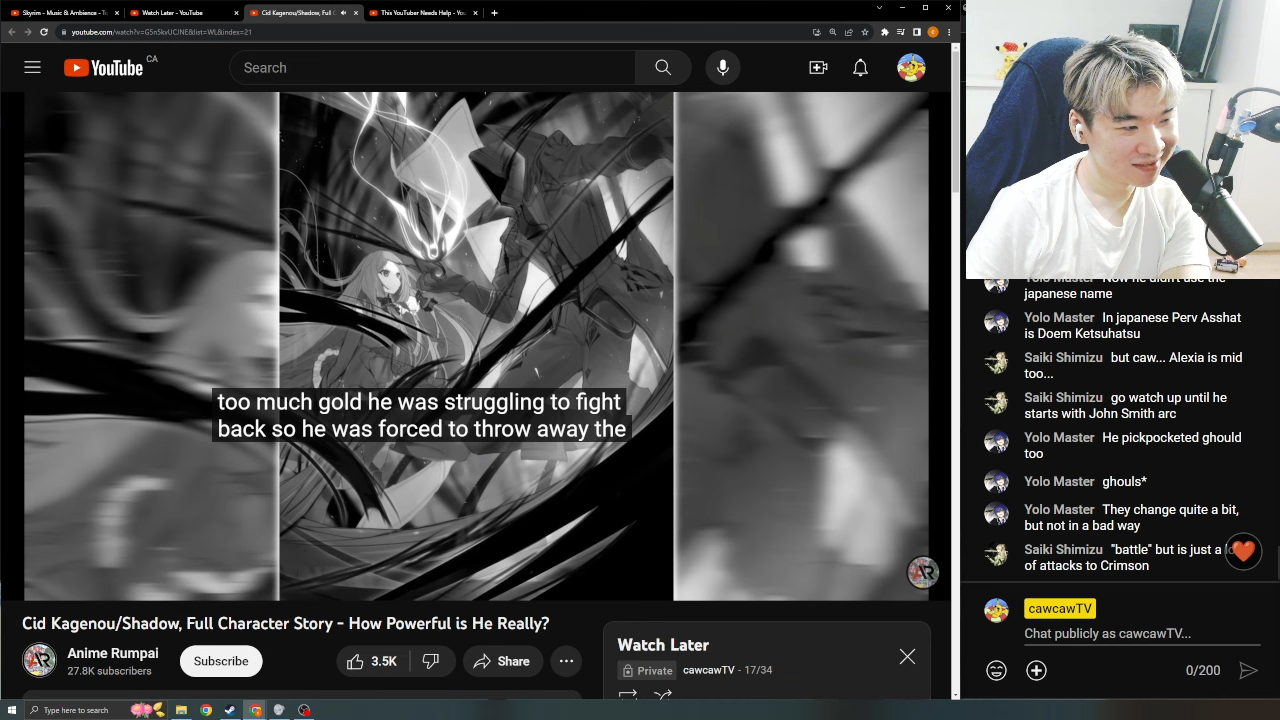 Skyrim - Music & Ambience - To
Watch Later - YouTube
Cid Kagenou/Shadow, Full C
This YouTuber Needs Help - You
youtube.com/watch?v=G5n5kvUC/NE&list=WL&index=21
YouTube CA
Search
too much gold he was struggling to fight
back so he was forced to throw away the
AR
Cid Kagenou/Shadow, Full Character Story - How Powerful is He Really?
AR
Anime Rumpai
27.8K subscribers
Subscribe
3.5K
Share
Watch Later
Private
cawcawTV - 17/34
Type here to search
japanese name
Yolo Master In japanese Perv Asshat
is Doem Ketsuhatsu
Saiki Shimizu but caw... Alexia is mid
too...
Saiki Shimizu go watch up until he
starts with John Smith arc
Yolo Master He pickpocketed ghould
too
Yolo Master ghouls*
Yolo Master They change quite a bit,
but not in a bad way
Saiki Shimizu "battle" but is just a
of attacks to Crimson
cawcawTV
Chat publicly as cawcawTV...
0/200